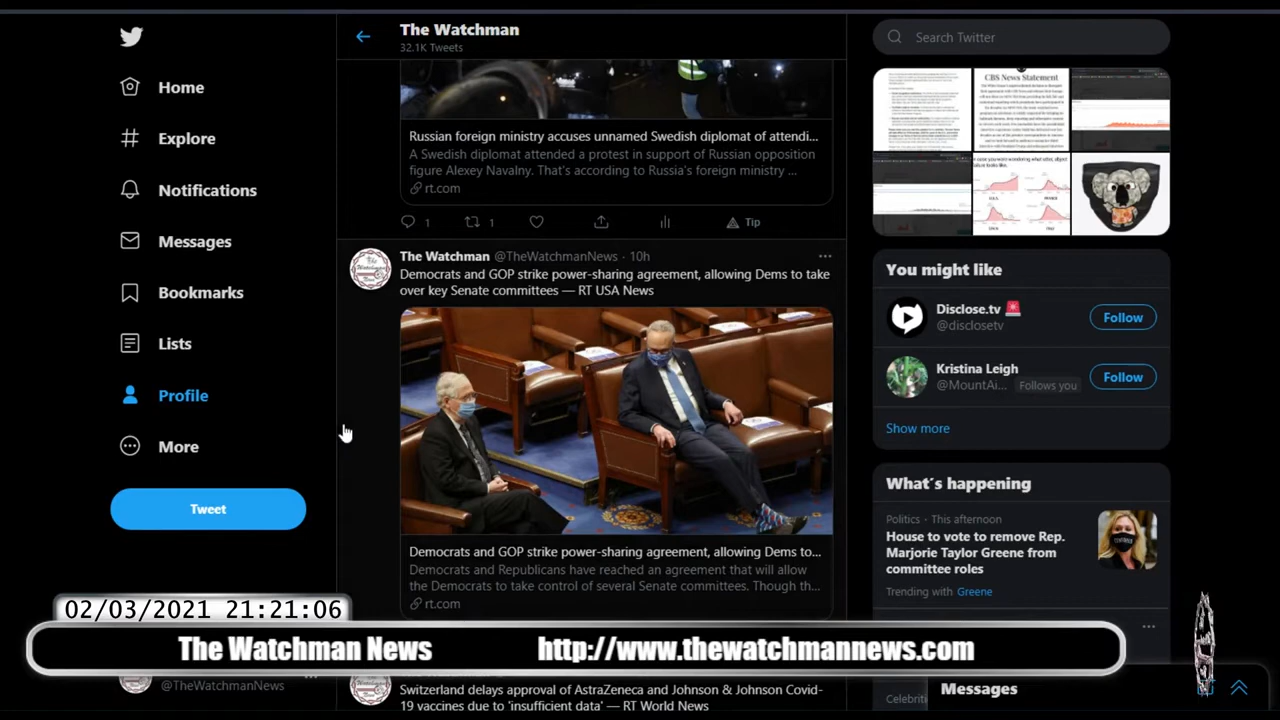 The Watchman
32.1K Tweets
Home
Explore
Notifications
Messages
Bookmarks
Lists
Profile
More
Tweet
Russian foreign ministry accuses unnamed Swedish diplomat of attendi...
A Swedish diplomat attended a protest in support of Russian opposition
figure Alexey Navalny. That's according to Russia's foreign ministry ...
rt.com
1
1
Tip
The Watchman @TheWatchmanNews · 10h
Democrats and GOP strike power-sharing agreement, allowing Dems to take
over key Senate committees — RT USA News
Democrats and GOP strike power-sharing agreement, allowing Dems to...
Democrats and Republicans have reached an agreement that will allow
the Democrats to take control of several Senate committees. Though th...
rt.com
Switzerland delays approval of AstraZeneca and Johnson & Johnson Covid-
19 vaccines due to 'insufficient data' — RT World News
Search Twitter
CBS News Statement
You might like
Disclose.tv
@disclosetv
Follow
Kristina Leigh
@MountAi... Follows you
Follow
Show more
What's happening
Politics · This afternoon
House to vote to remove Rep.
Marjorie Taylor Greene from
committee roles
Trending with Greene
Celebriti
Messages
02/03/2021 21:21:06
The Watchman News http://www.thewatchmannews.com
@TheWatchmanNews